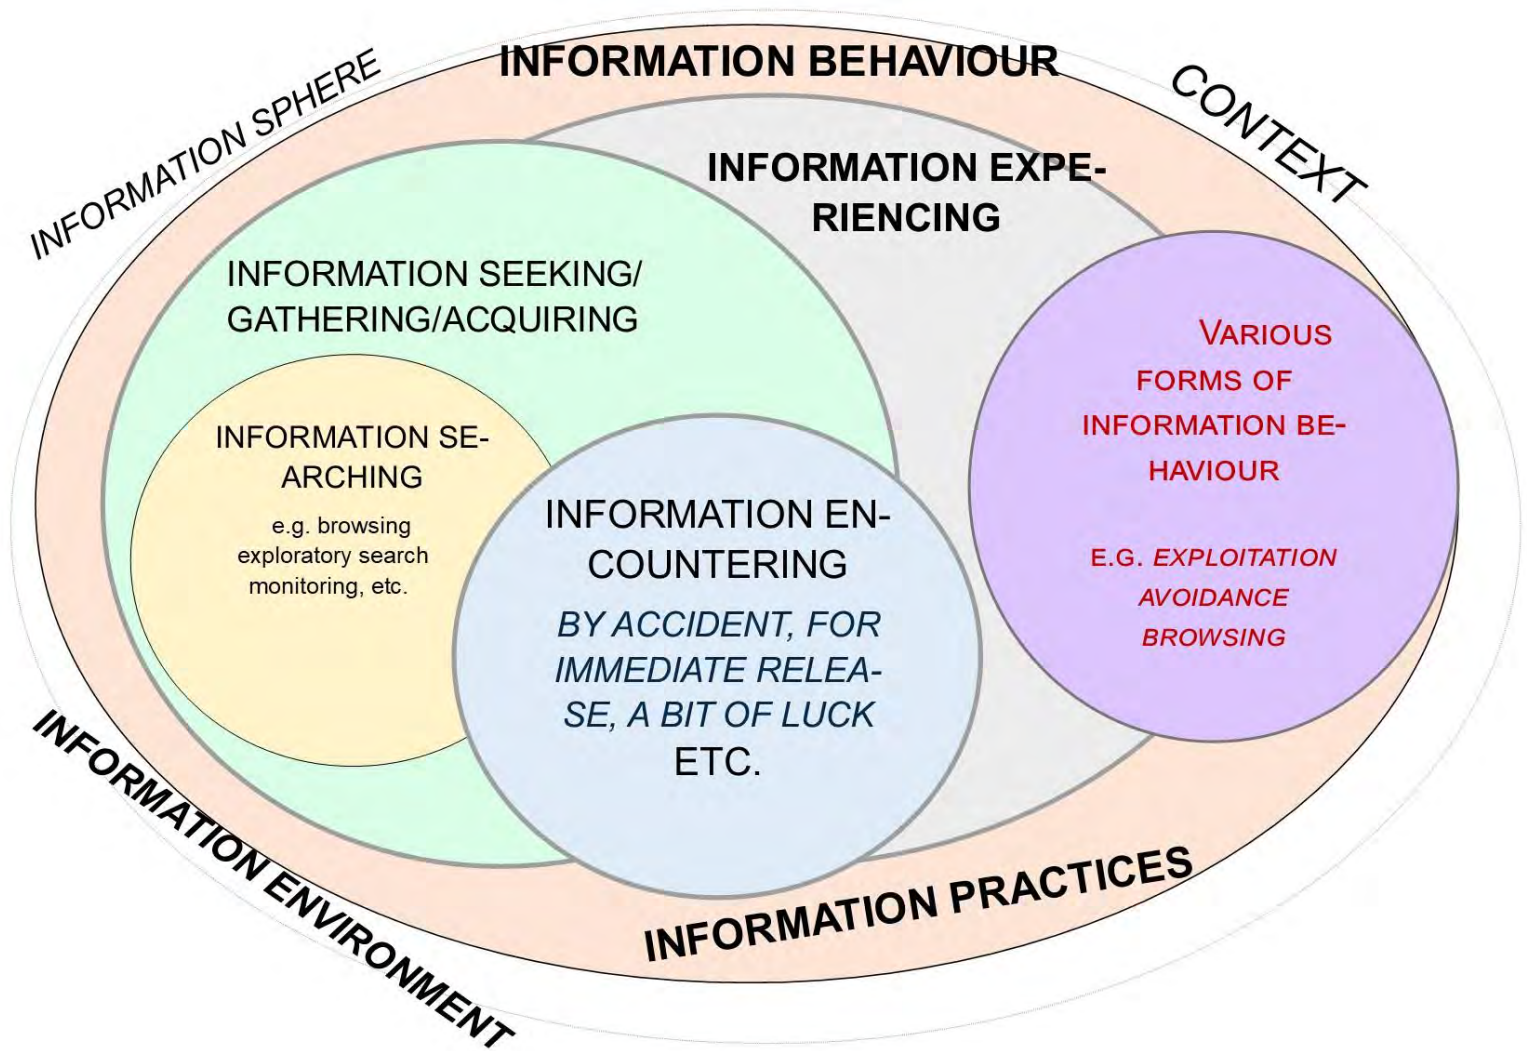 INFORMATION BEHAVIOUR
INFORMATION SPHERE
CONTEXT
INFORMATION EXPE-
RIENCING
INFORMATION SEEKING/
GATHERING/ACQUIRING
INFORMATION SE-
ARCHING
e.g. browsing
exploratory search
monitoring, etc.
INFORMATION EN-
COUNTERING
BY ACCIDENT, FOR
IMMEDIATE RELEA-
SE, A BIT OF LUCK
ETC.
VARIOUS
FORMS OF
INFORMATION BE-
HAVIOUR
E.G. EXPLOITATION
AVOIDANCE
BROWSING
INFORMATION PRACTICES
INFORMATION ENVIRONMENT